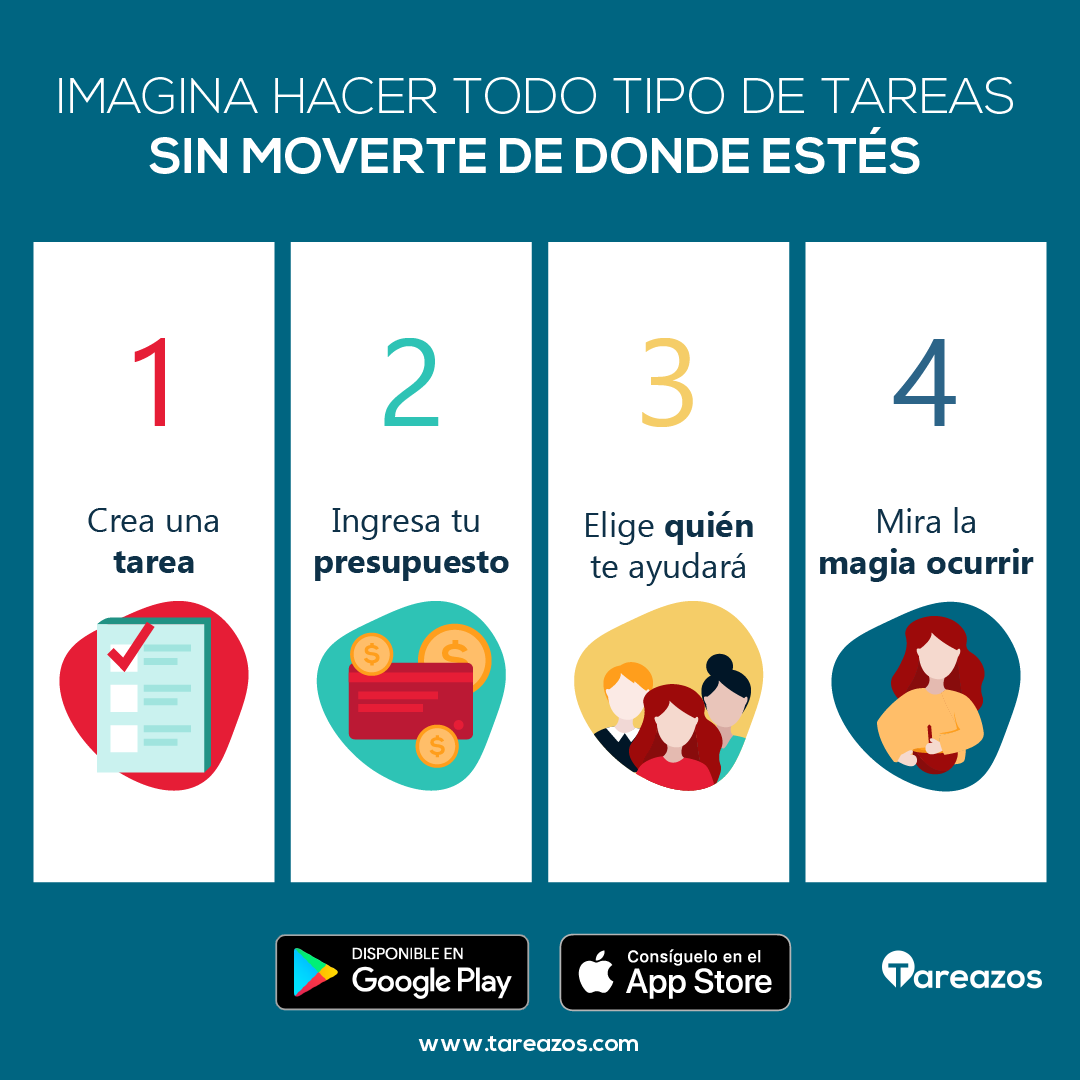 IMAGINA HACER TODO TIPO DE TAREAS
SIN MOVERTE DE DONDE ESTÉS
1
Crea una
tarea
2
Ingresa tu
presupuesto
3
Elige quién
te ayudará
4
Mira la
magia ocurrir
DISPONIBLE EN
Google Play
Consíguelo en el
App Store
Tareazos
www.tareazos.com